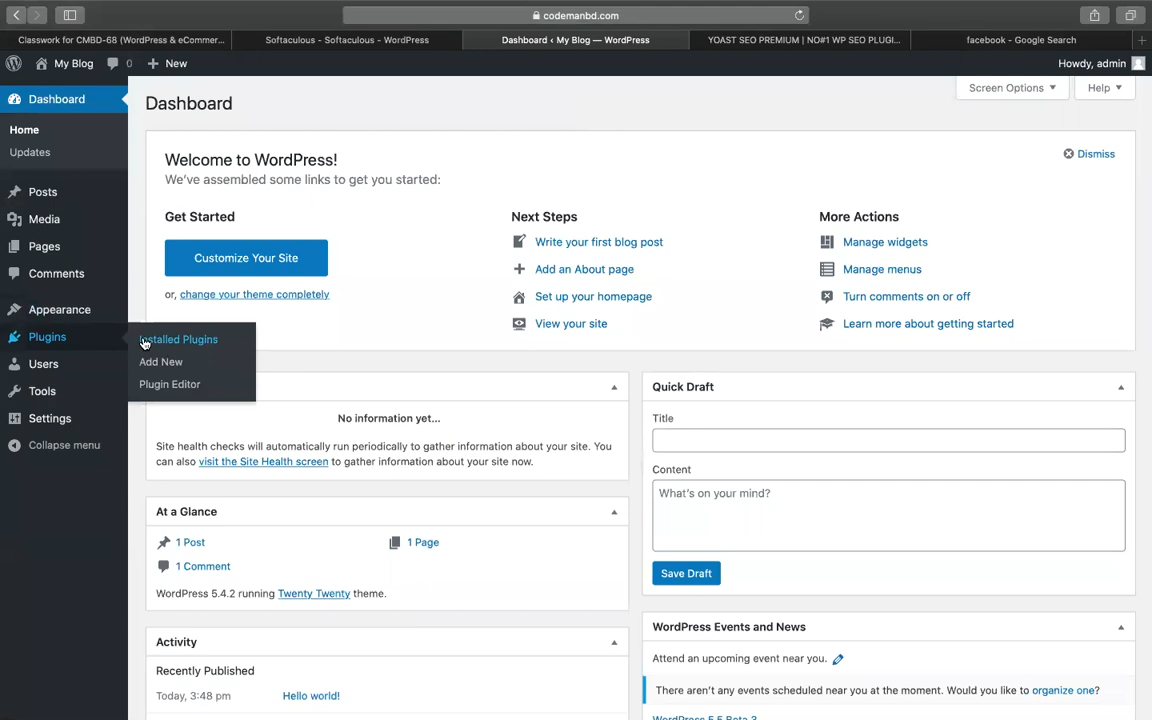 codemanbd.com
Classwork for CMBD-68 (WordPress & eCommer...
Softaculous - Softaculous - WordPress
Dashboard ‹ My Blog — WordPress
YOAST SEO PREMIUM | NO#1 WP SEO PLUGI...
facebook - Google Search
My Blog
0
New
Howdy, admin
Dashboard
Home
Updates
Posts
Media
Pages
Comments
Appearance
Plugins
Users
Tools
Settings
Collapse menu
Installed Plugins
Add New
Plugin Editor
Dashboard
Screen Options
Help
Welcome to WordPress!
We've assembled some links to get you started:
Dismiss
Get Started
Customize Your Site
or, change your theme completely
Next Steps
Write your first blog post
Add an About page
Set up your homepage
View your site
More Actions
Manage widgets
Manage menus
Turn comments on or off
Learn more about getting started
No information yet...
Site health checks will automatically run periodically to gather information about your site. You
can also visit the Site Health screen to gather information about your site now.
At a Glance
1 Post
1 Page
1 Comment
WordPress 5.4.2 running Twenty Twenty theme.
Activity
Recently Published
Today, 3:48 pm
Hello world!
Quick Draft
Title
Content
What's on your mind?
Save Draft
WordPress Events and News
Attend an upcoming event near you.
There aren't any events scheduled near you at the moment. Would you like to organize one?
WordPress 5.5 Beta 3